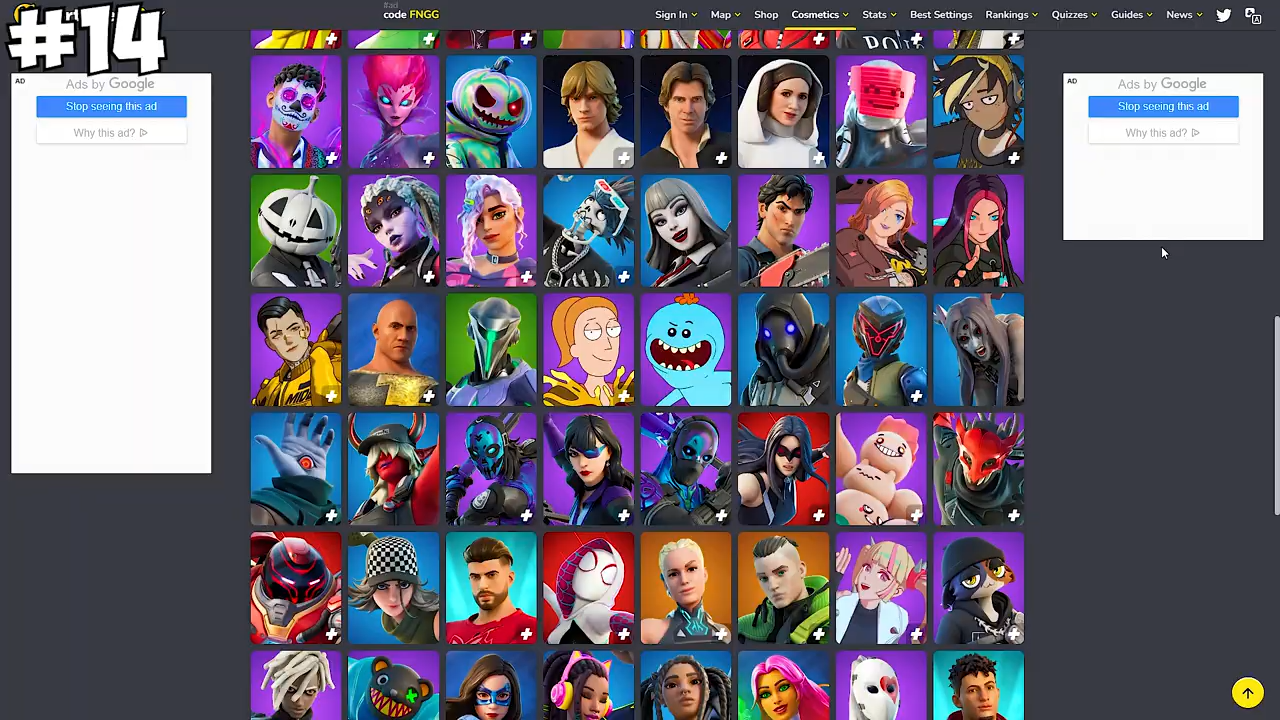 #14
#ad
code FNGG
Sign In
Map
Shop
Cosmetics
Stats
Best Settings
Rankings
Quizzes
Guides
News
AD
Ads by Google
Stop seeing this ad
Why this ad?
AD
Ads by Google
Stop seeing this ad
Why this ad?